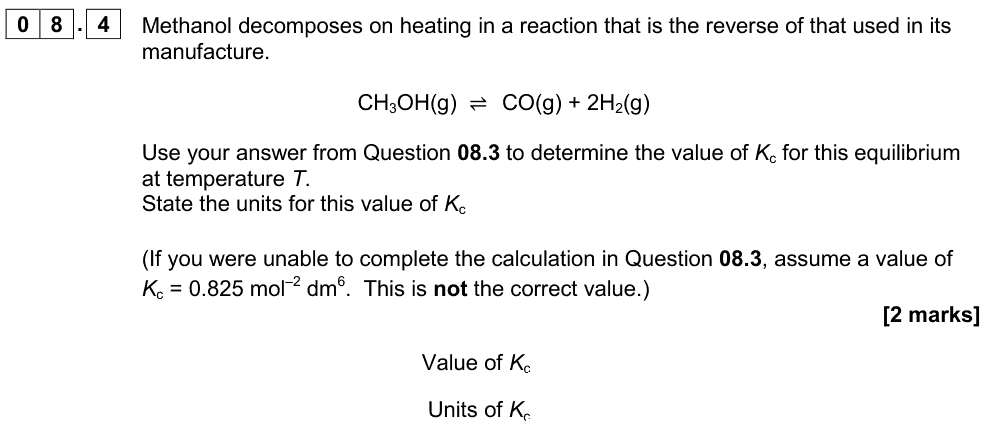 0 8 . 4 Methanol decomposes on heating in a reaction that is the reverse of that used in its
manufacture.
CH₃OH(g) ⇌ CO(g) + 2H₂(g)
Use your answer from Question 08.3 to determine the value of Kc for this equilibrium
at temperature T.
State the units for this value of Kc
(If you were unable to complete the calculation in Question 08.3, assume a value of
Kc = 0.825 mol⁻² dm⁶. This is not the correct value.)
[2 marks]
Value of Kc
Units of Kc